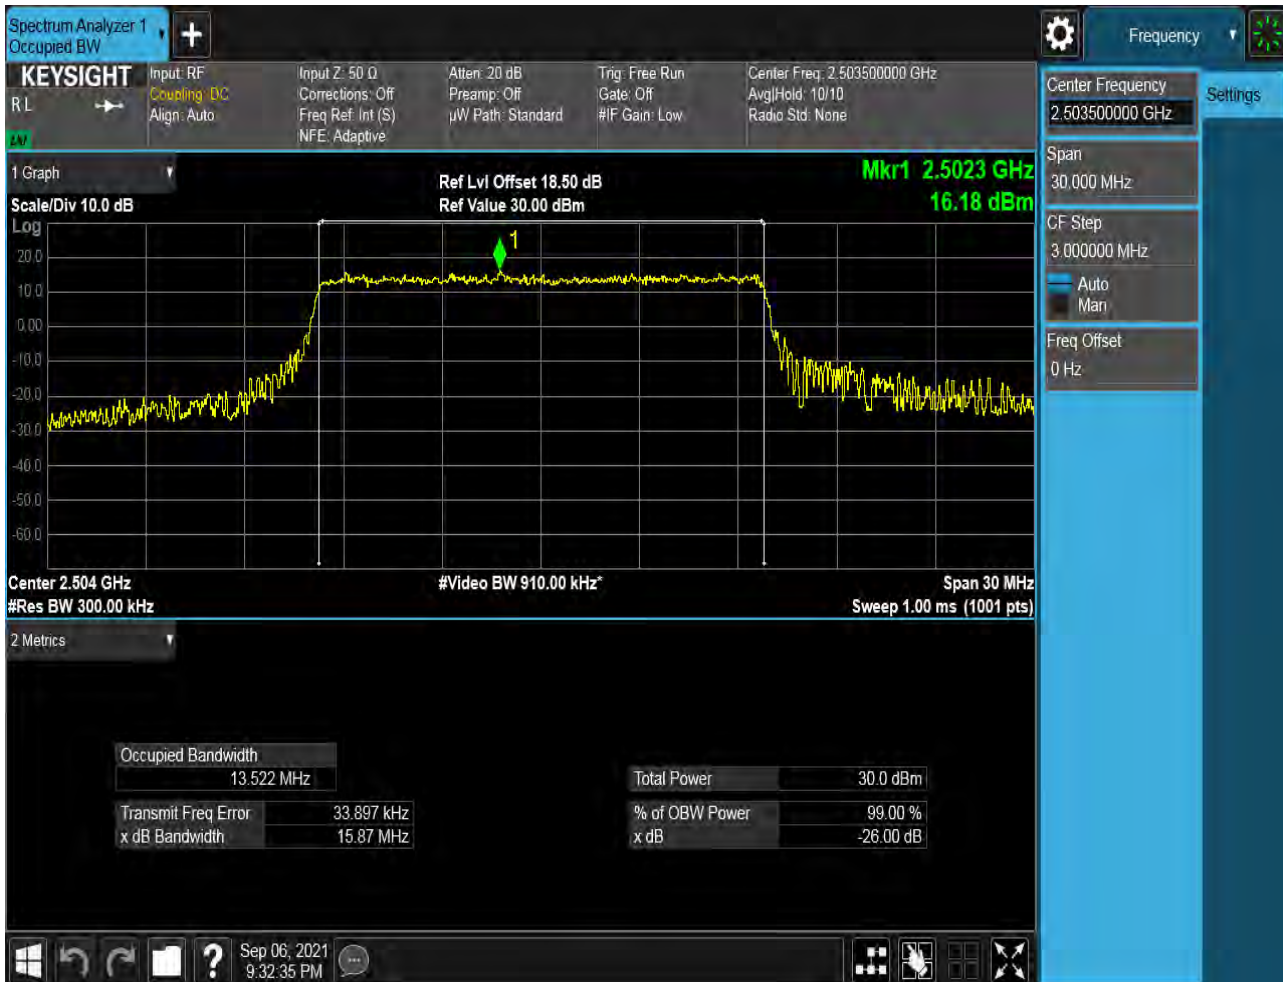 Spectrum Analyzer 1
Occupied BW
Frequency
KEYSIGHT
R L
Input: RF
Coupling: DC
Align: Auto
Input Z: 50 Ω
Corrections: Off
Freq Ref: Int (S)
NFE: Adaptive
Atten: 20 dB
Preamp: Off
µW Path: Standard
Trig: Free Run
Gate: Off
#IF Gain: Low
Center Freq: 2.503500000 GHz
Avg|Hold: 10/10
Radio Std: None
Center Frequency
2.503500000 GHz
Settings
Span
30.000 MHz
CF Step
3.000000 MHz
Auto
Man
Freq Offset
0 Hz
1 Graph
Scale/Div 10.0 dB
Ref Lvl Offset 18.50 dB
Ref Value 30.00 dBm
Mkr1 2.5023 GHz
16.18 dBm
Log
1
20.0
10.0
0.00
-10.0
-20.0
-30.0
-40.0
-50.0
-60.0
Center 2.504 GHz
#Video BW 910.00 kHz*
Span 30 MHz
#Res BW 300.00 kHz
Sweep 1.00 ms (1001 pts)
2 Metrics
Occupied Bandwidth
13.522 MHz
Total Power 30.0 dBm
Transmit Freq Error 33.897 kHz
% of OBW Power 99.00 %
x dB Bandwidth 15.87 MHz
x dB -26.00 dB
Sep 06, 2021
9:32:35 PM